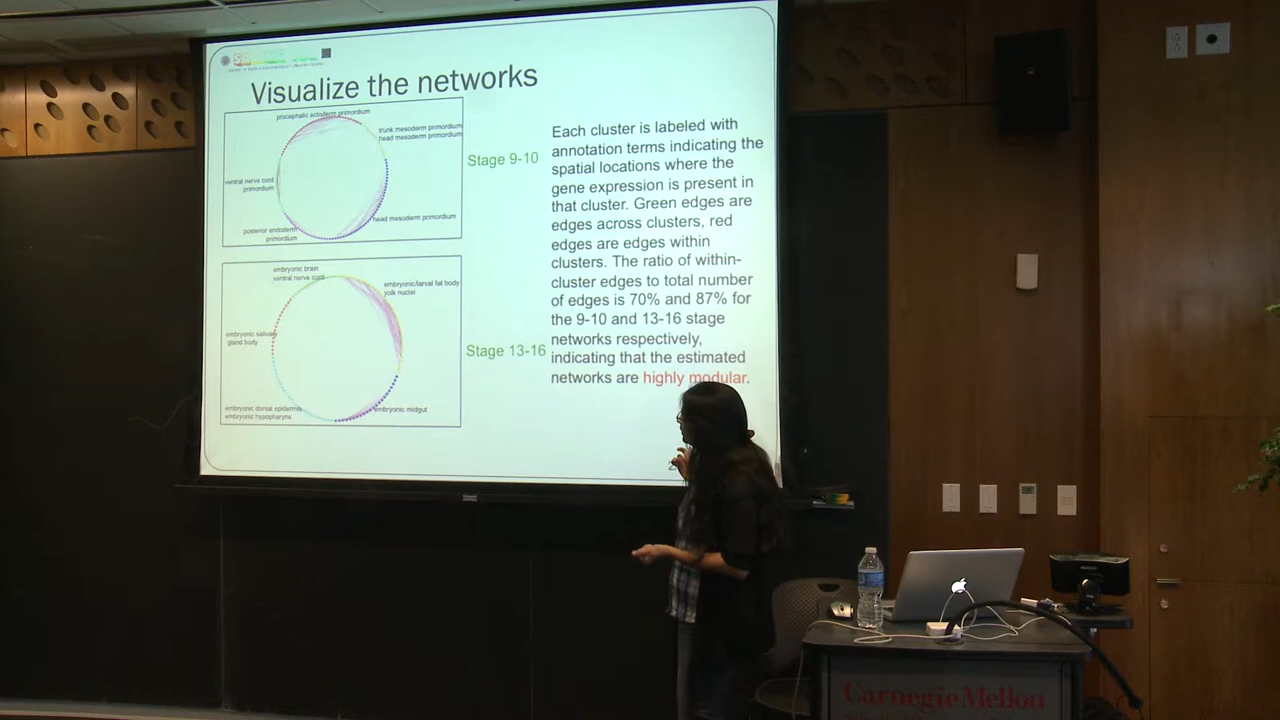 Visualize the networks
procephalic ectoderm primordium
trunk mesoderm primordium
head mesoderm primordium
ventral nerve cord
primordium
head mesoderm primordium
posterior endoderm
primordium
Stage 9-10
embryonic brain
ventral nerve cord
embryonic/larval fat body
yolk nuclei
embryonic salivary
gland body
embryonic dorsal epidermis
embryonic hypopharynx
embryonic midgut
Stage 13-16
Each cluster is labeled with
annotation terms indicating the
spatial locations where the
gene expression is present in
that cluster. Green edges are
edges across clusters, red
edges are edges within
clusters. The ratio of within-
cluster edges to total number
of edges is 70% and 87% for
the 9-10 and 13-16 stage
networks respectively,
indicating that the estimated
networks are highly modular.
Carnegie Mellon